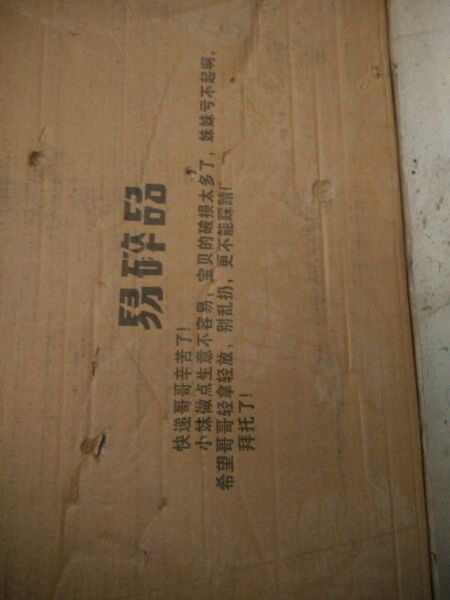 易碎品
快递哥哥辛苦了!
小妹做点生意不容易，宝贝的破损太多了，妹妹亏不起啊，
希望哥哥轻拿轻放，别乱扔，更不能踩踏!
拜托了!